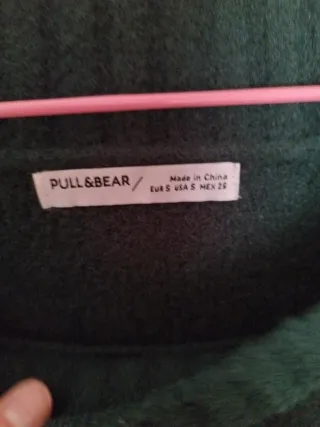 PULL&BEAR/
Made in China
EUR S USA S MEX 26